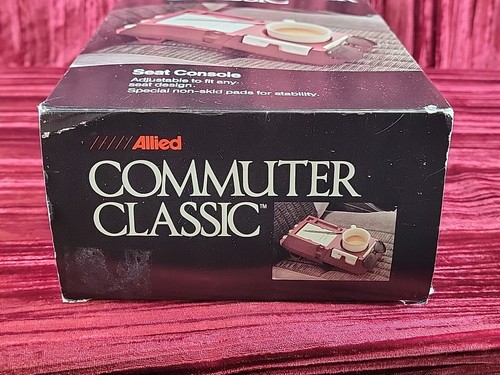 Seat Console
Adjustable to fit any
seat design.
Special non-skid pads for stability.
Allied
COMMUTER
CLASSIC™